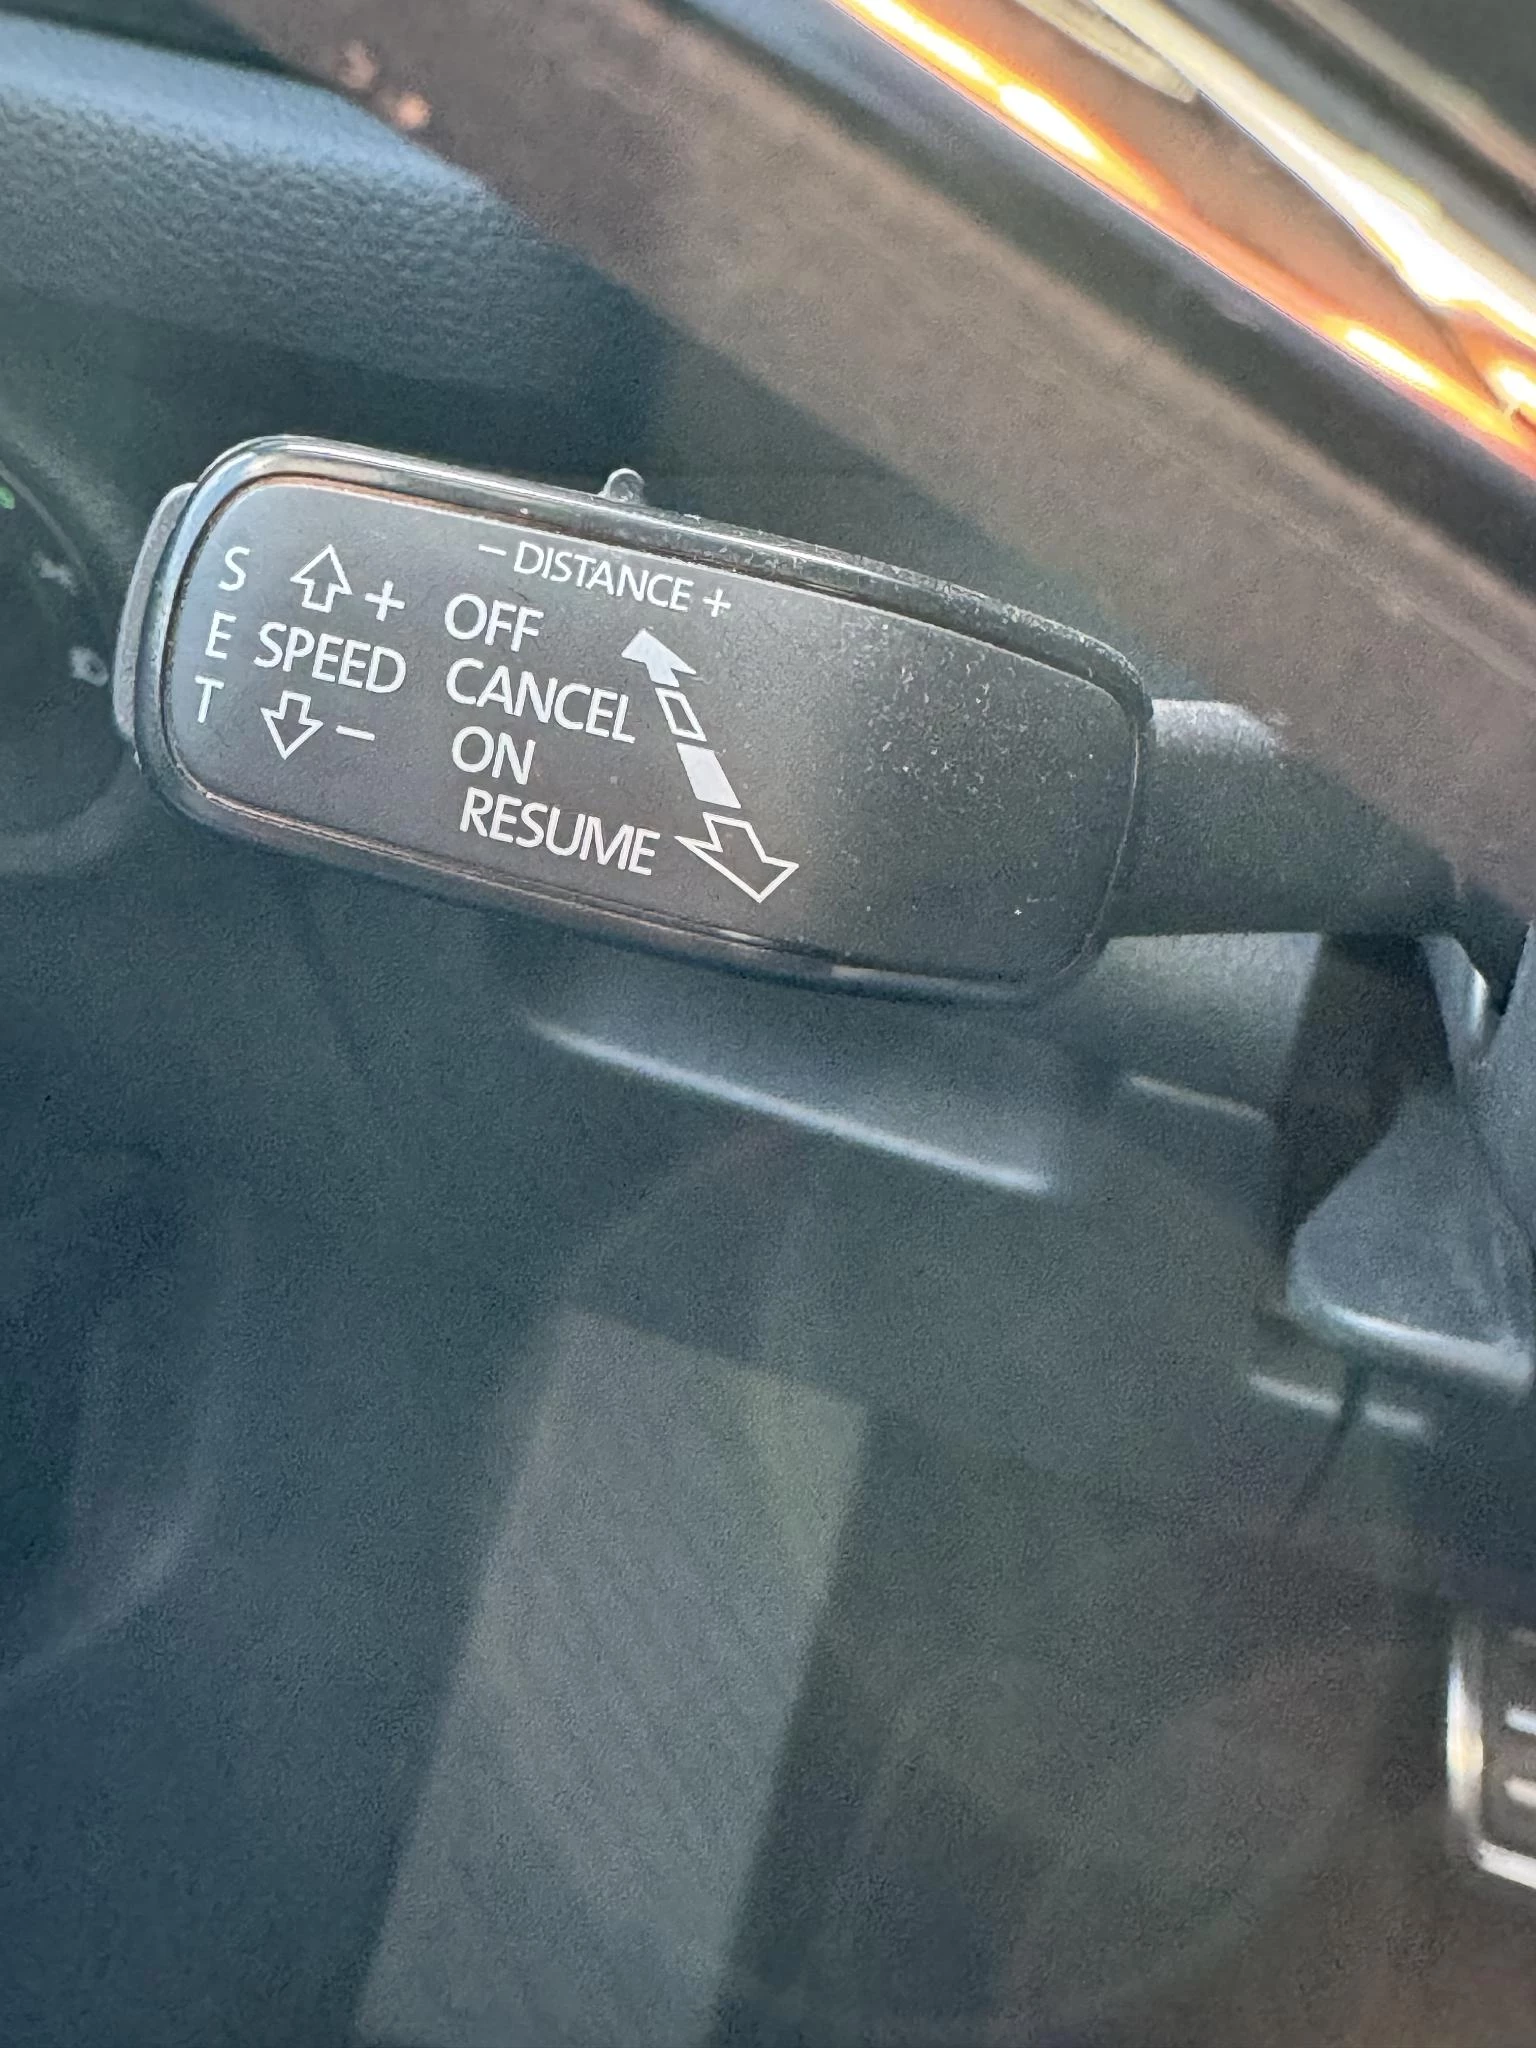 – DISTANCE +
S
E
T
+
SPEED
–
OFF
CANCEL
ON
RESUME